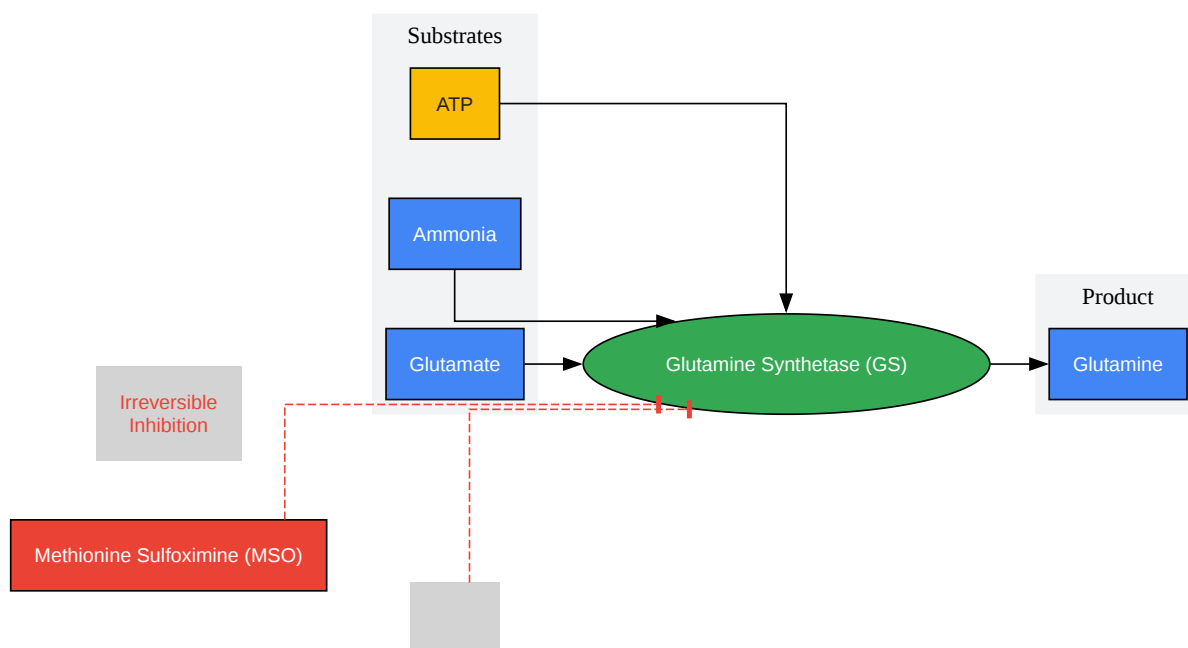 Substrates
ATP
Ammonia
Product
Glutamate
Glutamine Synthetase (GS)
Glutamine
Irreversible
Inhibition
Methionine Sulfoximine (MSO)